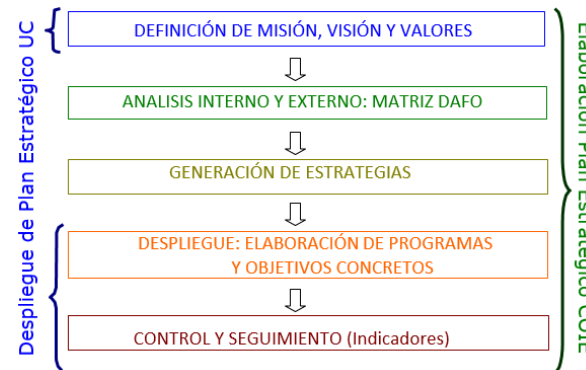 Despliegue de Plan Estratégico UC
DEFINICIÓN DE MISIÓN, VISIÓN Y VALORES
ANALISIS INTERNO Y EXTERNO: MATRIZ DAFO
GENERACIÓN DE ESTRATEGIAS
DESPLIEGUE: ELABORACIÓN DE PROGRAMAS
Y OBJETIVOS CONCRETOS
CONTROL Y SEGUIMIENTO (Indicadores)
Elaboración Plan Estratégico COIE